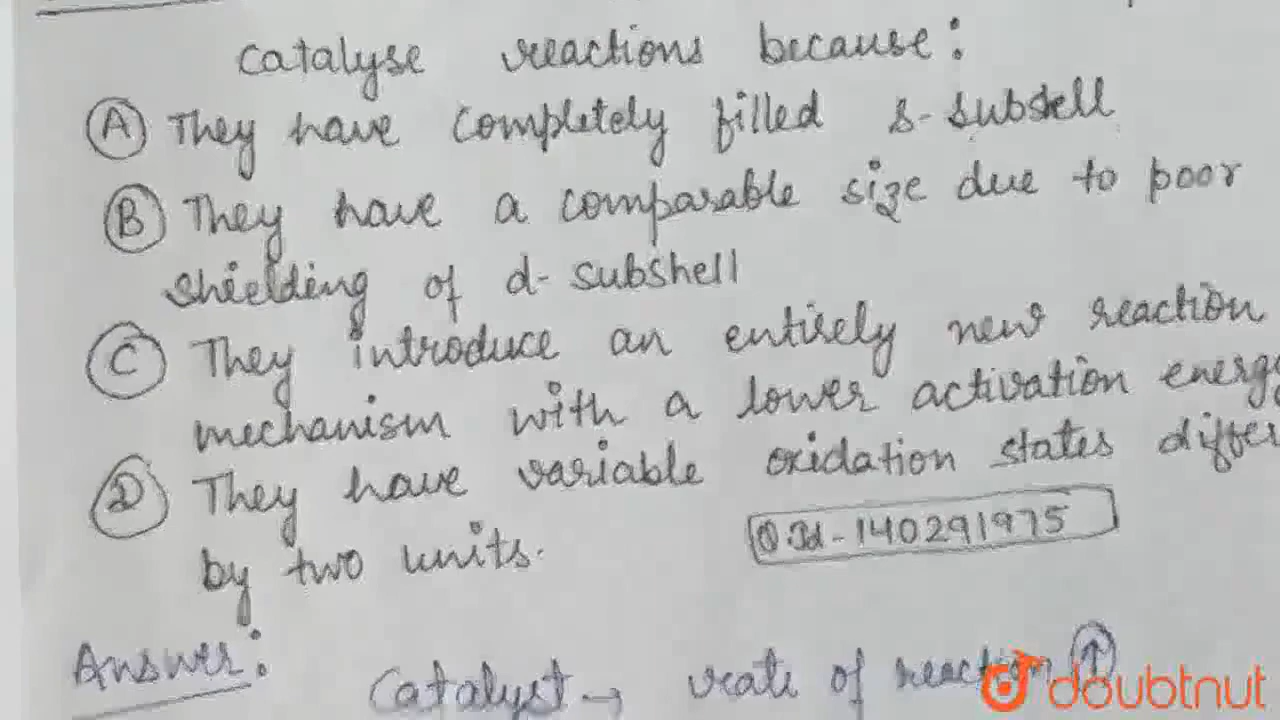 catalyse reactions because:
(A) They have completely filled s-subshell
(B) They have a comparable size due to poor
shielding of d-subshell
(C) They introduce an entirely new reaction
mechanism with a lower activation energ
(D) They have variable oxidation states differ
by two units.
Q.Id-140291975
Answer:
Catalyst → rate of reaction ↑
doubtnut